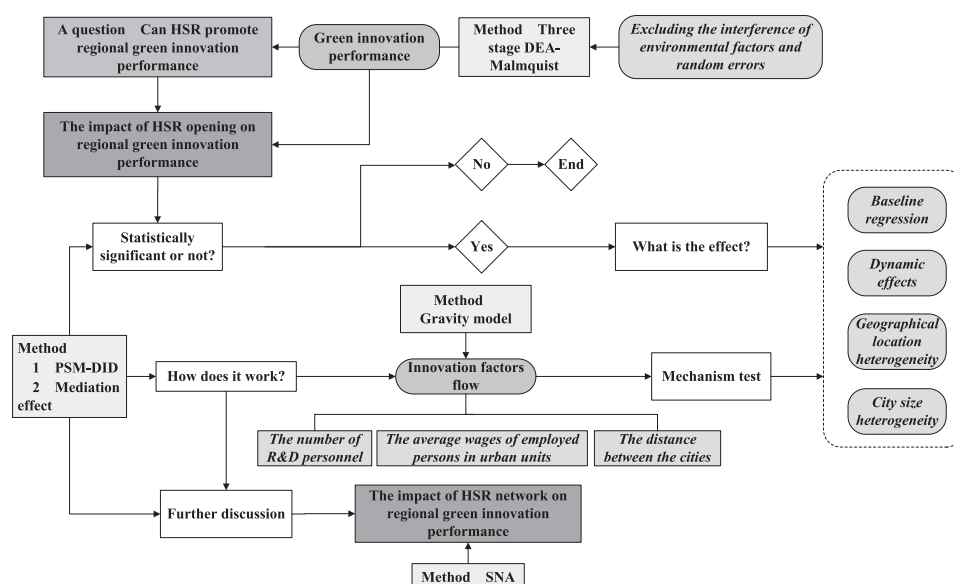 A question Can HSR promote
regional green innovation
performance
Green innovation
performance
Method Three
stage DEA-
Malmquist
Excluding the interference of
environmental factors and
random errors
The impact of HSR opening on
regional green innovation
performance
No
End
Statistically
significant or not?
Yes
What is the effect?
Baseline
regression
Dynamic
effects
Geographical
location
heterogeneity
City size
heterogeneity
Method
Gravity model
Method
1 PSM-DID
2 Mediation
effect
How does it work?
Innovation factors
flow
Mechanism test
The number of
R&D personnel
The average wages of employed
persons in urban units
The distance
between the cities
Further discussion
The impact of HSR network on
regional green innovation
performance
Method SNA